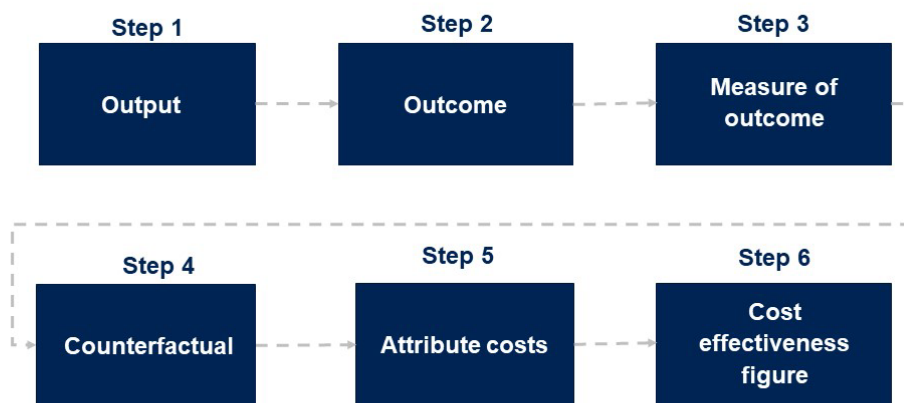 Step 1
Output
Step 2
Outcome
Step 3
Measure of
outcome
Step 4
Counterfactual
Step 5
Attribute costs
Step 6
Cost
effectiveness
figure